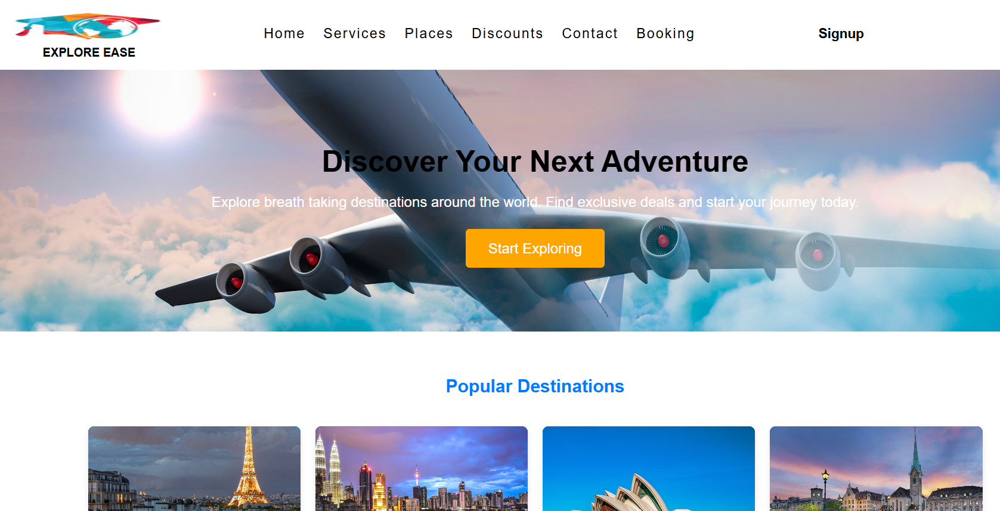 EXPLORE EASE
Home Services Places Discounts Contact Booking
Signup
Discover Your Next Adventure
Explore breath taking destinations around the world. Find exclusive deals and start your journey today.
Start Exploring
Popular Destinations